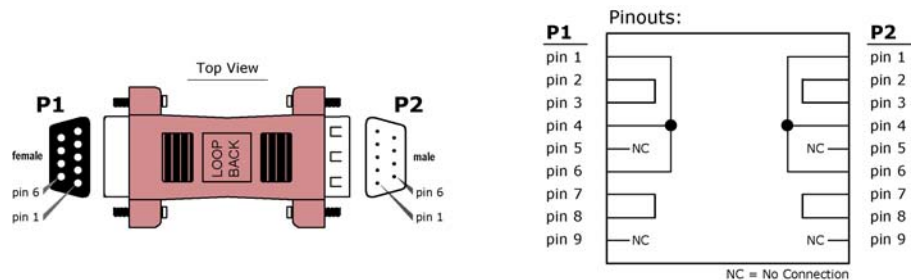 Top View
P1
P2
female
male
pin 6
pin 1
pin 6
pin 1
LOOP
BACK
Pinouts:
P1
P2
pin 1
pin 2
pin 3
pin 4
pin 5
pin 6
pin 7
pin 8
pin 9
NC
NC
NC
NC
pin 1
pin 2
pin 3
pin 4
pin 5
pin 6
pin 7
pin 8
pin 9
NC = No Connection